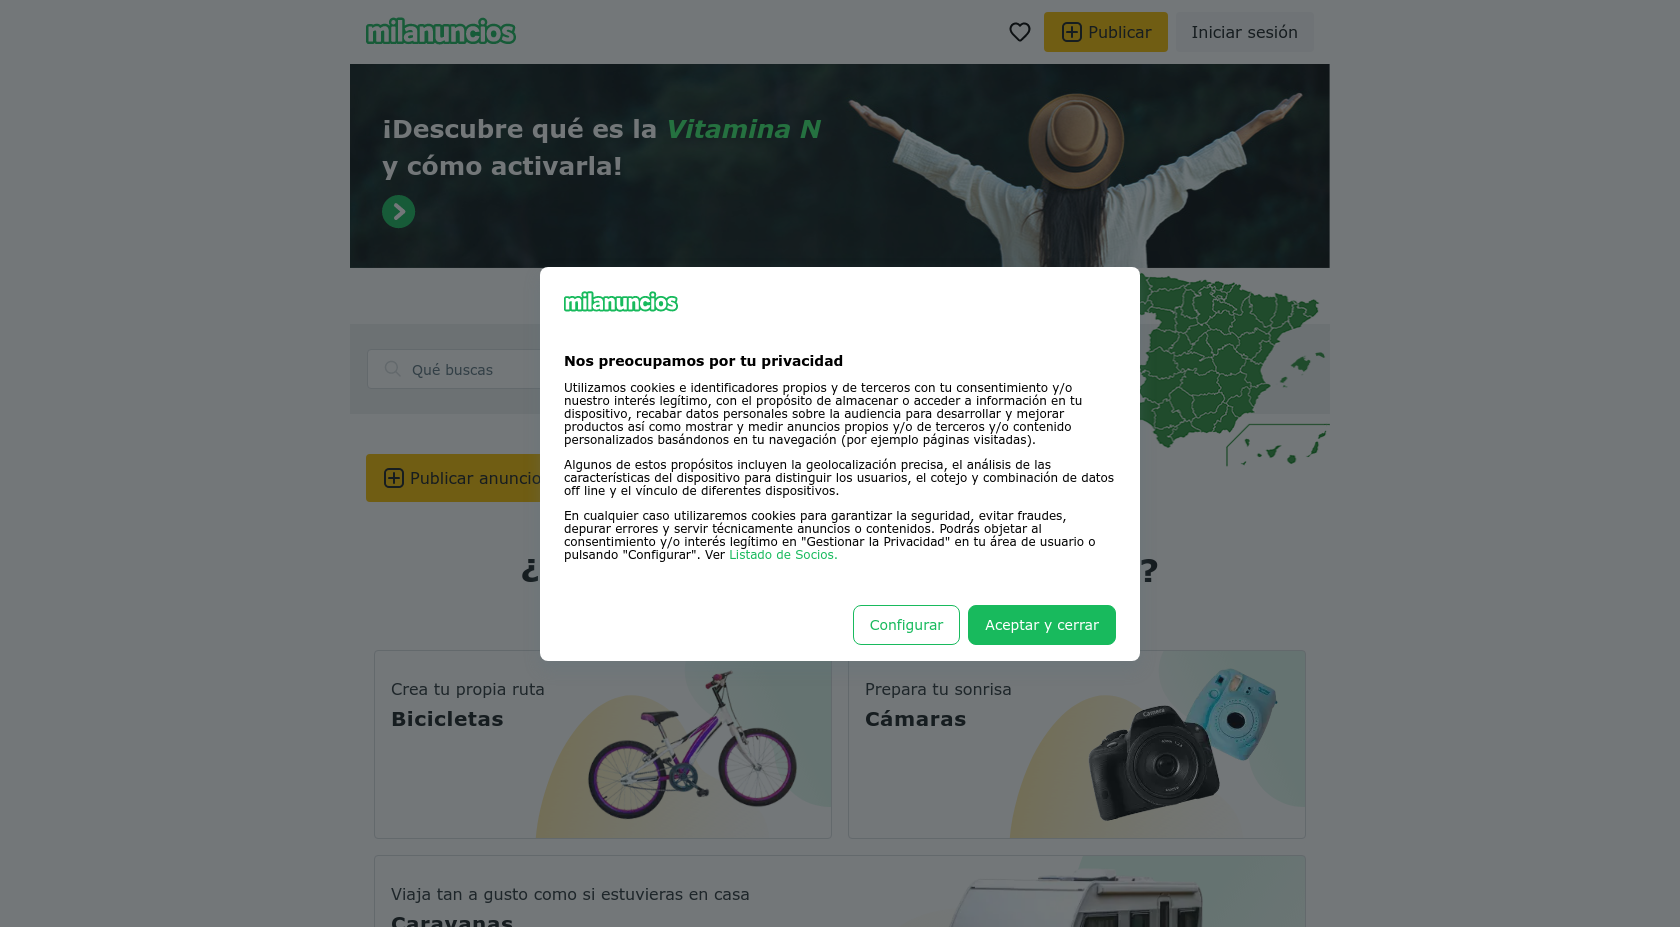 milanuncios
Publicar
Iniciar sesión
¡Descubre qué es la Vitamina N
y cómo activarla!
Qué buscas
Publicar anuncio
¿
?
milanuncios
Nos preocupamos por tu privacidad
Utilizamos cookies e identificadores propios y de terceros con tu consentimiento y/o
nuestro interés legítimo, con el propósito de almacenar o acceder a información en tu
dispositivo, recabar datos personales sobre la audiencia para desarrollar y mejorar
productos así como mostrar y medir anuncios propios y/o de terceros y/o contenido
personalizados basándonos en tu navegación (por ejemplo páginas visitadas).
Algunos de estos propósitos incluyen la geolocalización precisa, el análisis de las
características del dispositivo para distinguir los usuarios, el cotejo y combinación de datos
off line y el vínculo de diferentes dispositivos.
En cualquier caso utilizaremos cookies para garantizar la seguridad, evitar fraudes,
depurar errores y servir técnicamente anuncios o contenidos. Podrás objetar al
consentimiento y/o interés legítimo en "Gestionar la Privacidad" en tu área de usuario o
pulsando "Configurar". Ver Listado de Socios.
Configurar
Aceptar y cerrar
Crea tu propia ruta
Bicicletas
Prepara tu sonrisa
Cámaras
Canon
Viaja tan a gusto como si estuvieras en casa
Caravanas